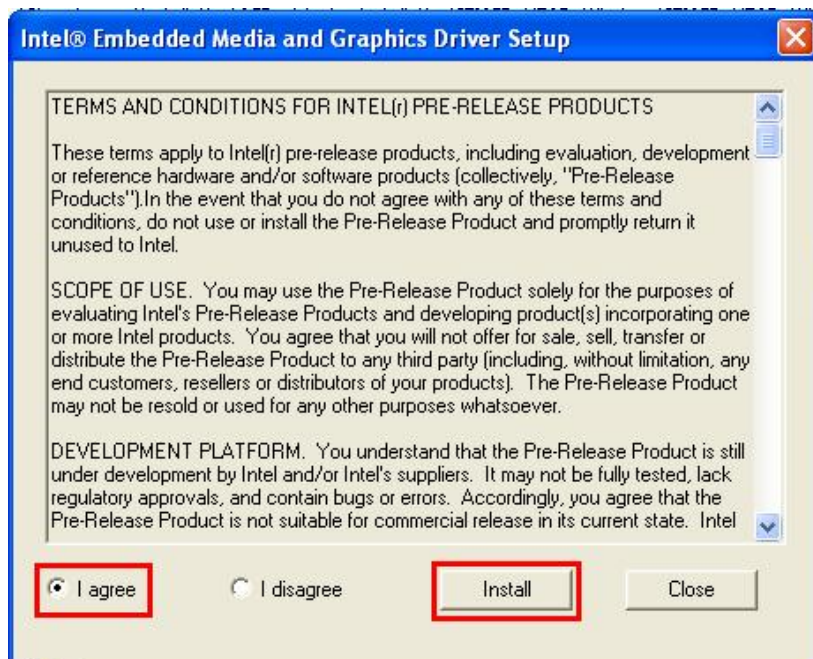 Intel® Embedded Media and Graphics Driver Setup
TERMS AND CONDITIONS FOR INTEL(r) PRE-RELEASE PRODUCTS
These terms apply to Intel(r) pre-release products, including evaluation, development
or reference hardware and/or software products (collectively, "Pre-Release
Products").In the event that you do not agree with any of these terms and
conditions, do not use or install the Pre-Release Product and promptly return it
unused to Intel.
SCOPE OF USE.  You may use the Pre-Release Product solely for the purposes of
evaluating Intel's Pre-Release Products and developing product(s) incorporating one
or more Intel products.  You agree that you will not offer for sale, sell, transfer or
distribute the Pre-Release Product to any third party (including, without limitation, any
end customers, resellers or distributors of your products).  The Pre-Release Product
may not be resold or used for any other purposes whatsoever.
DEVELOPMENT PLATFORM.  You understand that the Pre-Release Product is still
under development by Intel and/or Intel's suppliers.  It may not be fully tested, lack
regulatory approvals, and contain bugs or errors.  Accordingly, you agree that the
Pre-Release Product is not suitable for commercial release in its current state.  Intel
I agree
I disagree
Install
Close